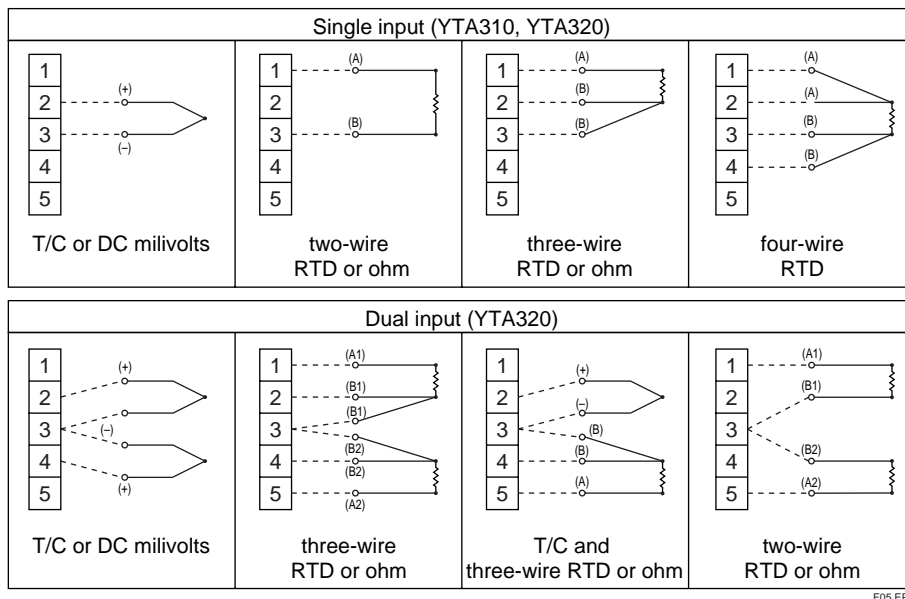 Single input (YTA310, YTA320)
1
2
3
4
5
(+)
(–)
T/C or DC milivolts
1
2
3
4
5
(A)
(B)
two-wire
RTD or ohm
1
2
3
4
5
(A)
(B)
(B)
three-wire
RTD or ohm
1
2
3
4
5
(A)
(A)
(B)
(B)
four-wire
RTD
Dual input (YTA320)
1
2
3
4
5
(+)
(–)
(+)
T/C or DC milivolts
1
2
3
4
5
(A1)
(B1)
(B1)
(B2)
(B2)
(A2)
three-wire
RTD or ohm
1
2
3
4
5
(+)
(–)
(B)
(B)
(A)
T/C and
three-wire RTD or ohm
1
2
3
4
5
(A1)
(B1)
(B2)
(A2)
two-wire
RTD or ohm